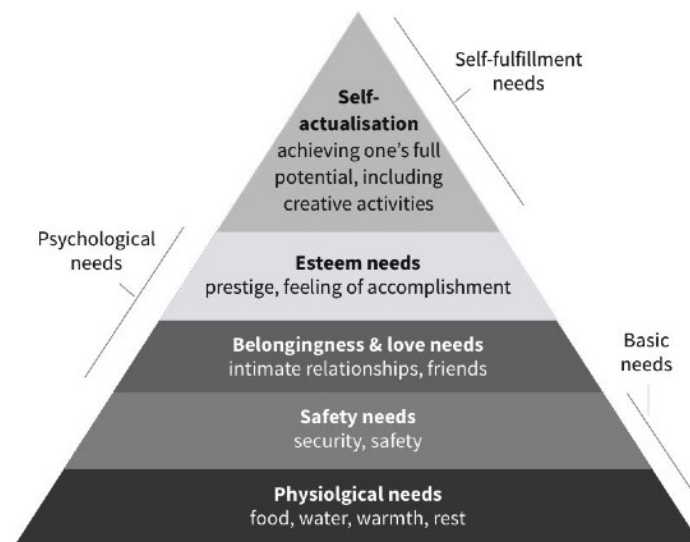 Self-fulfillment
needs
Self-
actualisation
achieving one's full
potential, including
creative activities
Psychological
needs
Esteem needs
prestige, feeling of accomplishment
Belongingness & love needs
intimate relationships, friends
Basic
needs
Safety needs
security, safety
Physiolgical needs
food, water, warmth, rest